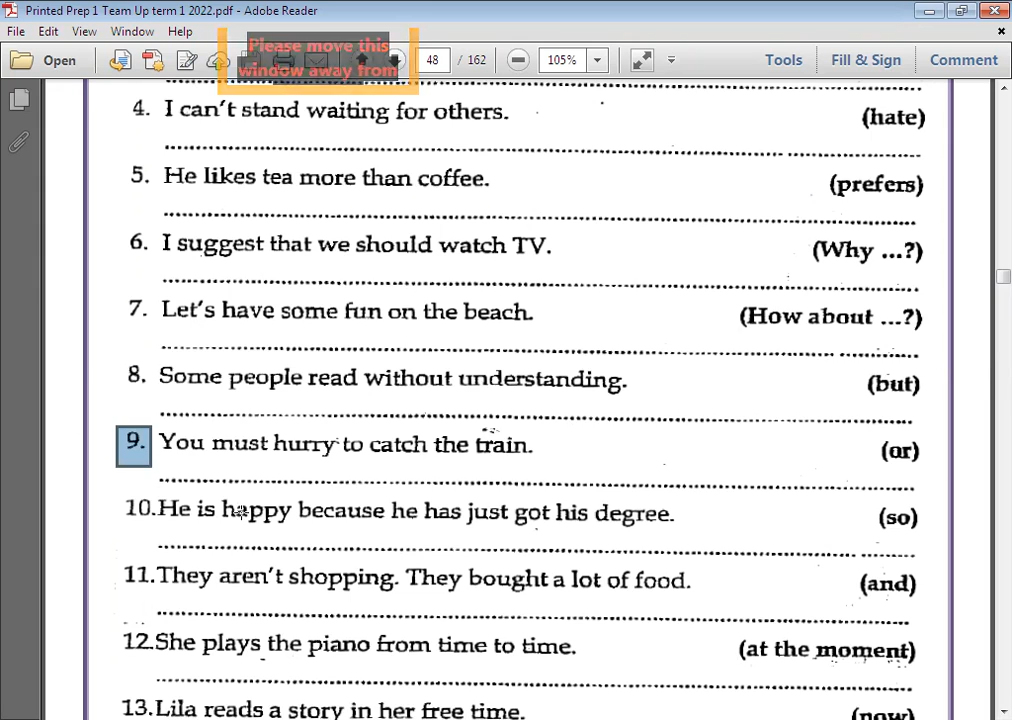 Printed Prep 1 Team Up term 1 2022.pdf - Adobe Reader
File Edit View Window Help
Please move this
window away from
Open 48 / 162 105% Tools Fill & Sign Comment
4. I can't stand waiting for others. (hate)
5. He likes tea more than coffee. (prefers)
6. I suggest that we should watch TV. (Why ...?)
7. Let's have some fun on the beach. (How about ...?)
8. Some people read without understanding. (but)
9. You must hurry to catch the train. (or)
10.He is happy because he has just got his degree. (so)
11.They aren't shopping. They bought a lot of food. (and)
12.She plays the piano from time to time. (at the moment)
13.Lila reads a story in her free time. (now)